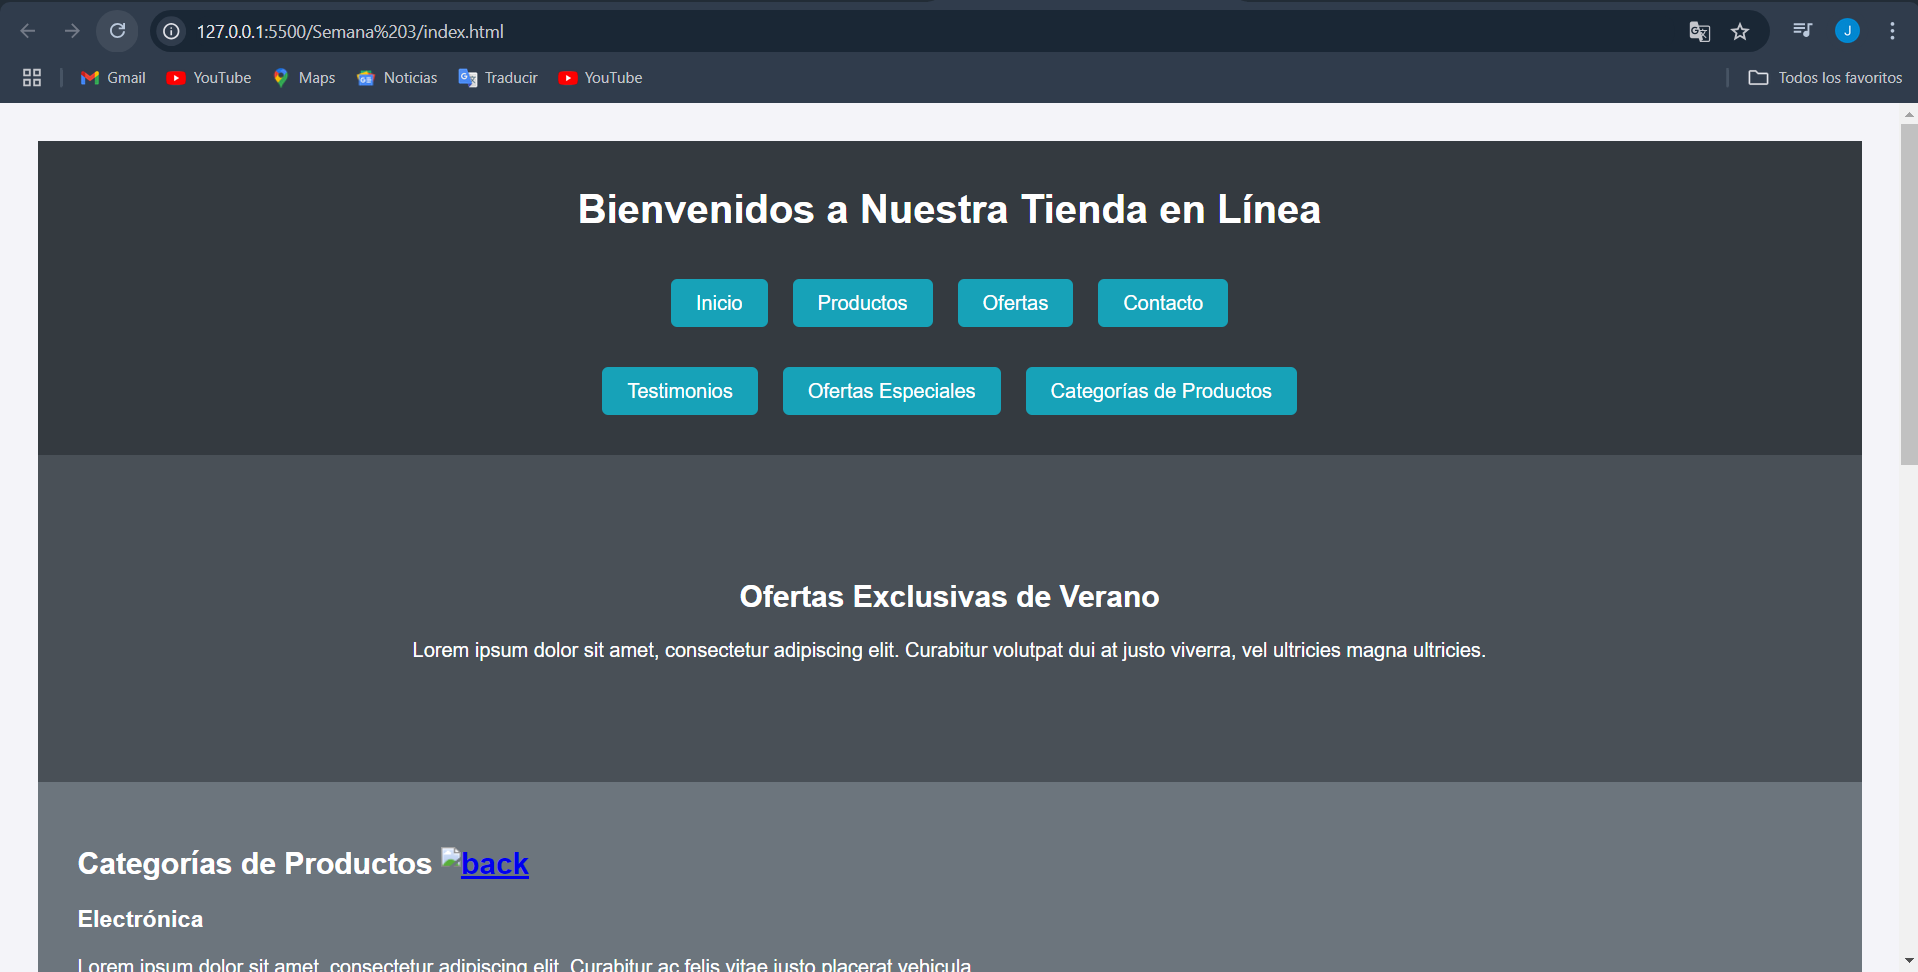 127.0.0.1:5500/Semana%203/index.html
J
Gmail YouTube Maps Noticias Traducir YouTube Todos los favoritos
Bienvenidos a Nuestra Tienda en Línea
Inicio Productos Ofertas Contacto
Testimonios Ofertas Especiales Categorías de Productos
Ofertas Exclusivas de Verano
Lorem ipsum dolor sit amet, consectetur adipiscing elit. Curabitur volutpat dui at justo viverra, vel ultricies magna ultricies.
Categorías de Productos back
Electrónica
Lorem ipsum dolor sit amet, consectetur adipiscing elit. Curabitur ac felis vitae justo placerat vehicula